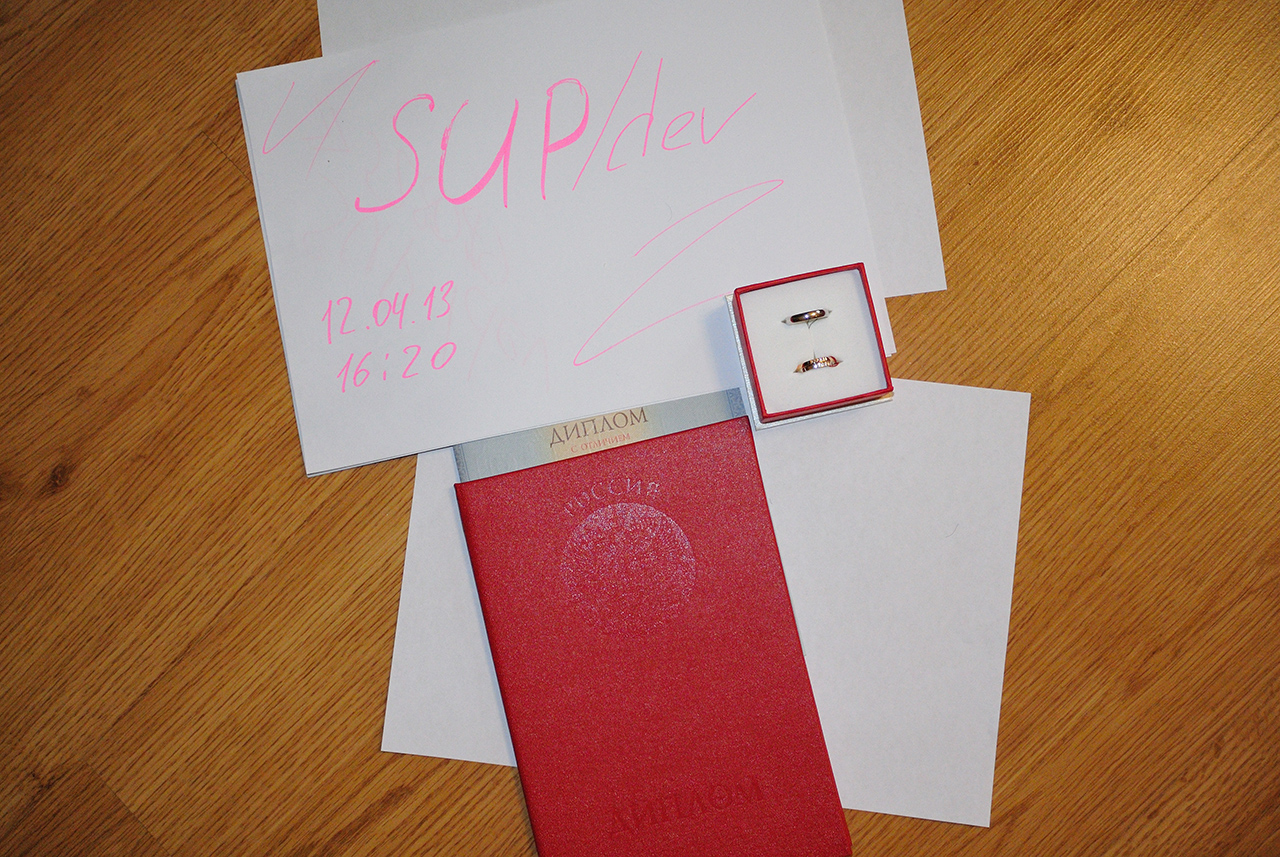 SUP/dev
12.04.13
16:20
ДИПЛОМ
С ОТЛИЧИЕМ
РОССИЯ
ДИПЛОМ